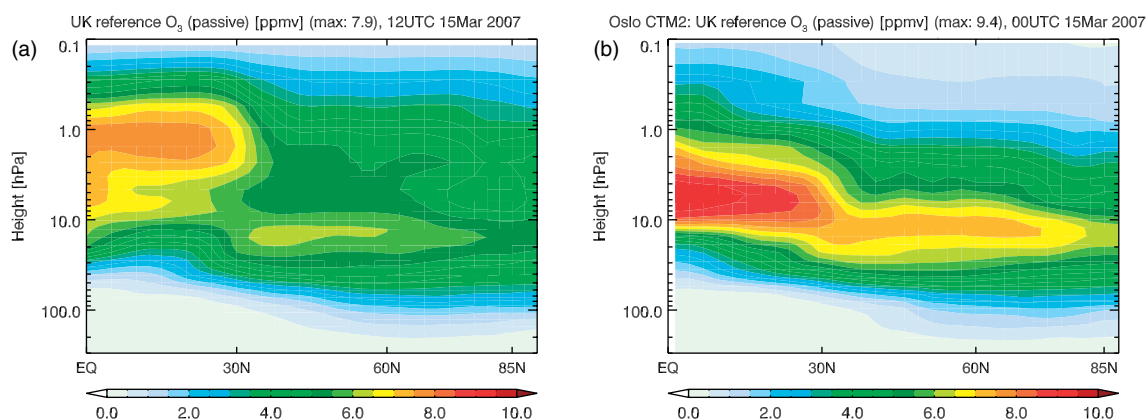 UK reference O3 (passive) [ppmv] (max: 7.9), 12UTC 15Mar 2007
(a)
Height [hPa]
0.1
1.0
10.0
100.0
EQ 30N 60N 85N
0.0 2.0 4.0 6.0 8.0 10.0
Oslo CTM2: UK reference O3 (passive) [ppmv] (max: 9.4), 00UTC 15Mar 2007
(b)
Height [hPa]
0.1
1.0
10.0
100.0
EQ 30N 60N 85N
0.0 2.0 4.0 6.0 8.0 10.0